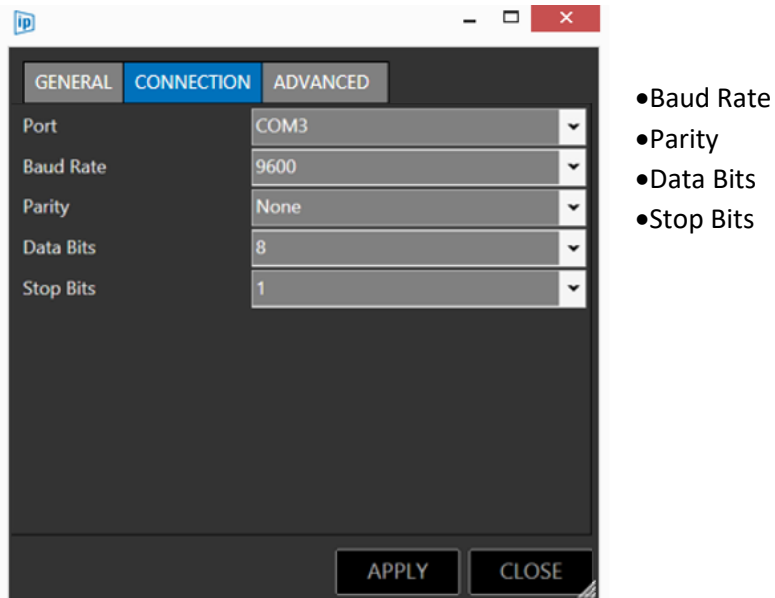 ip
GENERAL CONNECTION ADVANCED
Port COM3
Baud Rate 9600
Parity None
Data Bits 8
Stop Bits 1
APPLY CLOSE
•Baud Rate
•Parity
•Data Bits
•Stop Bits